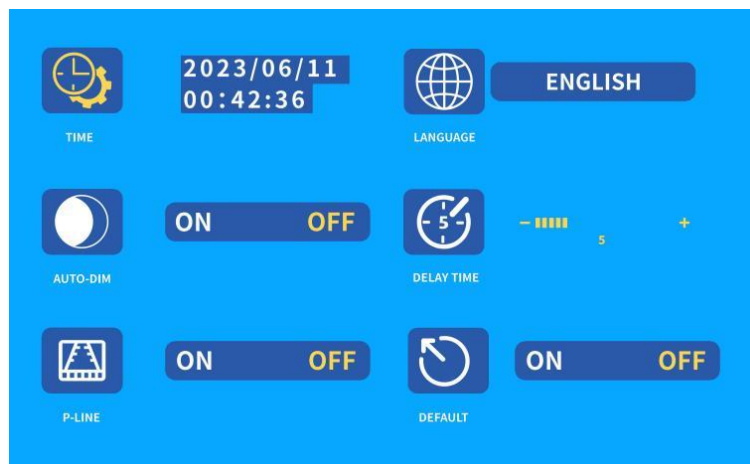 2023/06/11
00:42:36
TIME
ENGLISH
LANGUAGE
ON OFF
AUTO-DIM
5
- +
5
DELAY TIME
ON OFF
P-LINE
ON OFF
DEFAULT